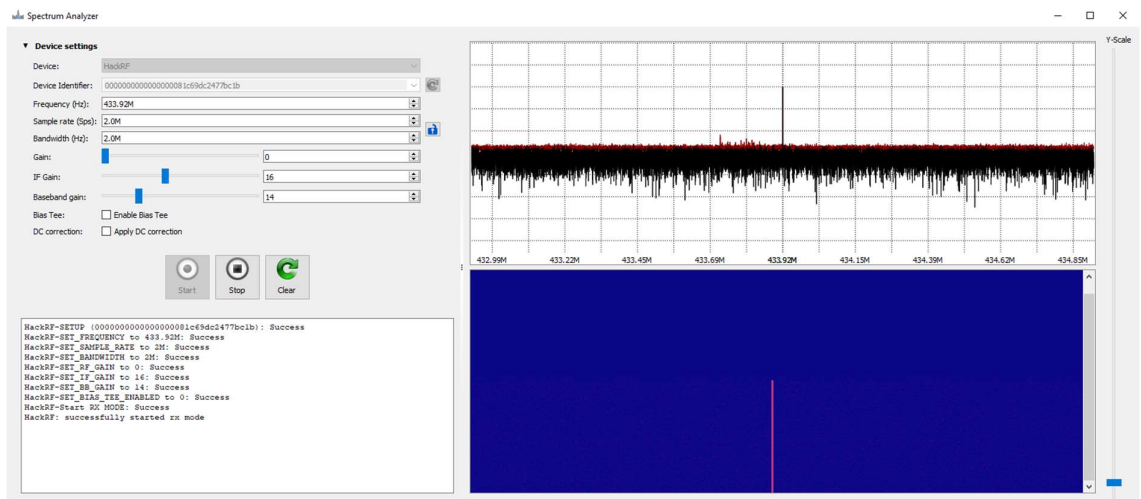 Spectrum Analyzer
Device settings
Device: HackRF
Device Identifier: 0000000000000000081c69dc2477bc1b
Frequency (Hz): 433.92M
Sample rate (Sps): 2.0M
Bandwidth (Hz): 2.0M
Gain: 0
IF Gain: 16
Baseband gain: 14
Bias Tee: Enable Bias Tee
DC correction: Apply DC correction
Start Stop Clear
HackRF-SETUP (0000000000000000081c69dc2477bc1b): Success
HackRF-SET_FREQUENCY to 433.92M: Success
HackRF-SET_SAMPLE_RATE to 2M: Success
HackRF-SET_BANDWIDTH to 2M: Success
HackRF-SET_RF_GAIN to 0: Success
HackRF-SET_IF_GAIN to 16: Success
HackRF-SET_BB_GAIN to 14: Success
HackRF-SET_BIAS_TEE_ENABLED to 0: Success
HackRF-Start RX MODE: Success
HackRF: successfully started rx mode
Y-Scale
432.99M 433.22M 433.45M 433.69M 433.92M 434.15M 434.39M 434.62M 434.85M